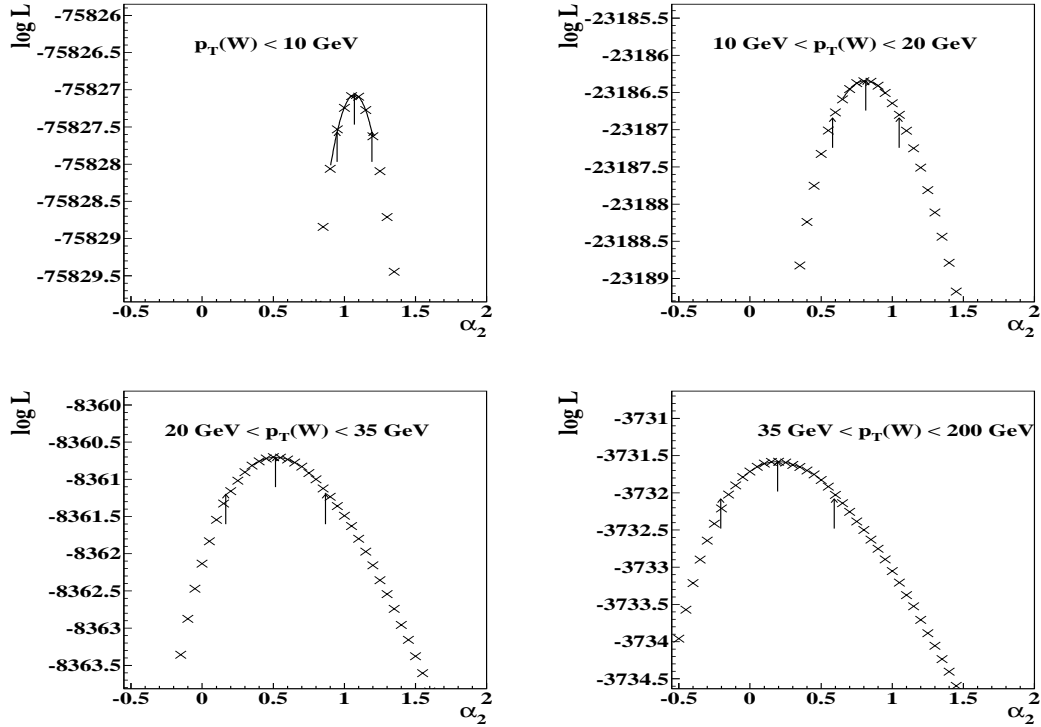 log L
-75826
-75826.5
-75827
-75827.5
-75828
-75828.5
-75829
-75829.5
p_T(W) < 10 GeV
-0.5 0 0.5 1 1.5 2
α_2
log L
-23185.5
-23186
-23186.5
-23187
-23187.5
-23188
-23188.5
-23189
10 GeV < p_T(W) < 20 GeV
-0.5 0 0.5 1 1.5 2
α_2
log L
-8360
-8360.5
-8361
-8361.5
-8362
-8362.5
-8363
-8363.5
20 GeV < p_T(W) < 35 GeV
-0.5 0 0.5 1 1.5 2
α_2
log L
-3731
-3731.5
-3732
-3732.5
-3733
-3733.5
-3734
-3734.5
35 GeV < p_T(W) < 200 GeV
-0.5 0 0.5 1 1.5 2
α_2